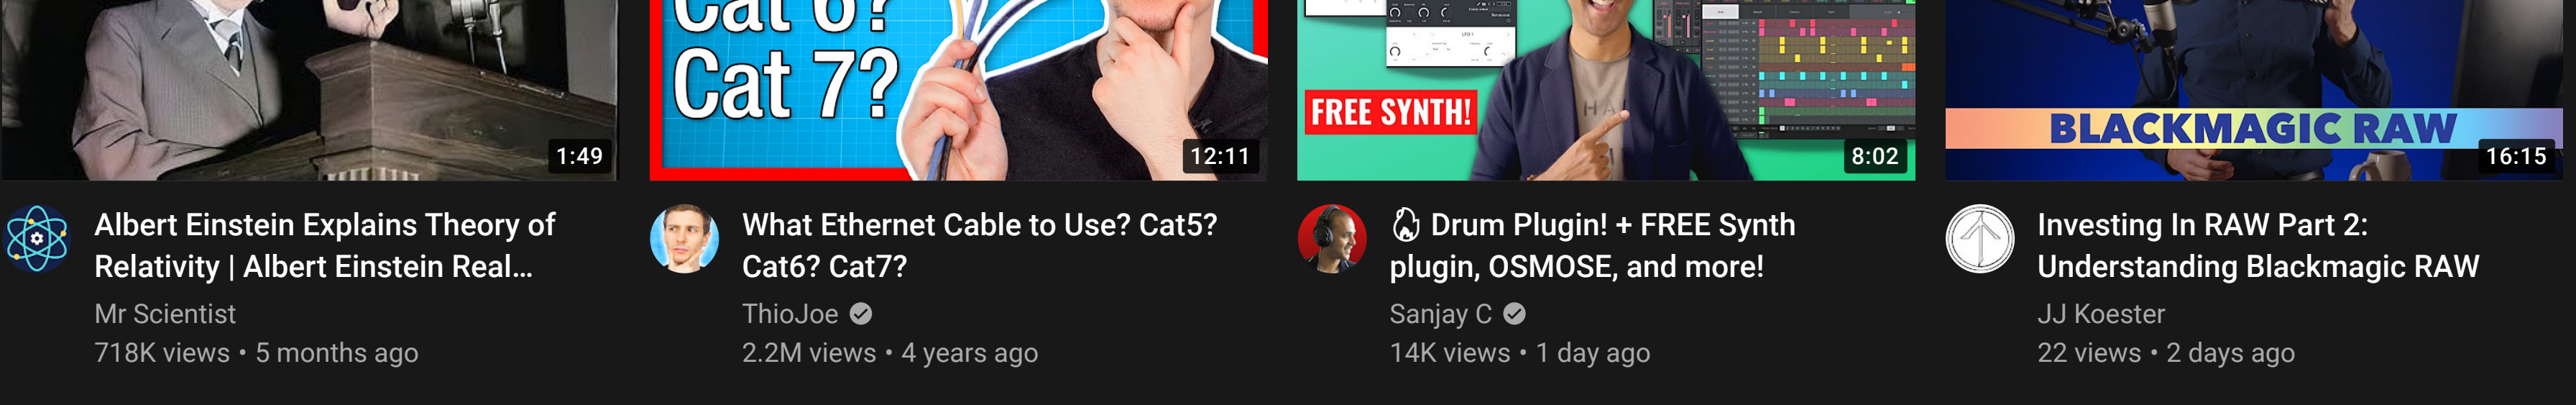 Cat 6?
Cat 7?
FREE SYNTH!
BLACKMAGIC RAW
1:49
12:11
8:02
16:15
Albert Einstein Explains Theory of
Relativity | Albert Einstein Real...
Mr Scientist
718K views • 5 months ago
What Ethernet Cable to Use? Cat5?
Cat6? Cat7?
ThioJoe
2.2M views • 4 years ago
🔥 Drum Plugin! + FREE Synth
plugin, OSMOSE, and more!
Sanjay C
14K views • 1 day ago
Investing In RAW Part 2:
Understanding Blackmagic RAW
JJ Koester
22 views • 2 days ago